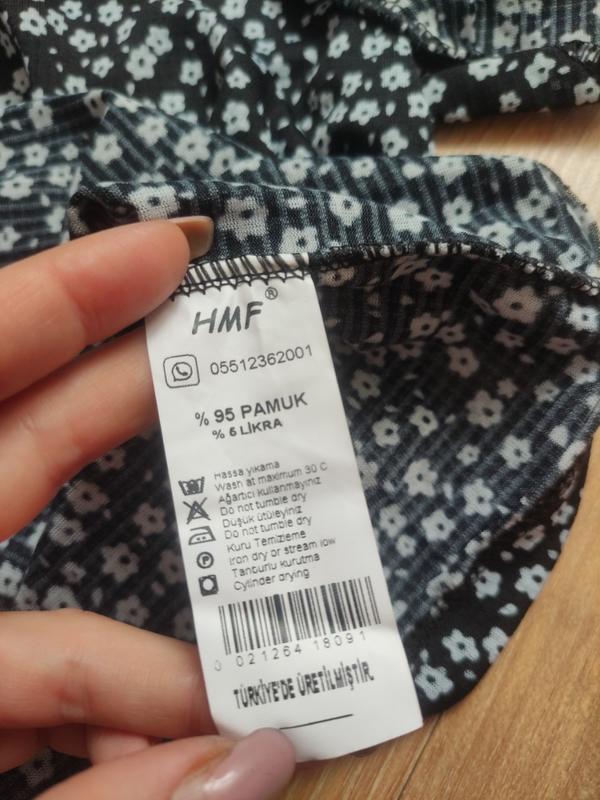 HMF®
05512362001
% 95 PAMUK
% 6 LİKRA
Hassa yıkama
Wash at maximum 30 C
Ağartıcı kullanmayınız
Do not tumble dry
Düşük ütüleyiniz
Do not tumble dry
Kuru Temizleme
Iron dry or stream low
Tanburlu kurutma
Cylinder drying
P
0 021264 18091
TÜRKİYE'DE ÜRETİLMİŞTİR.